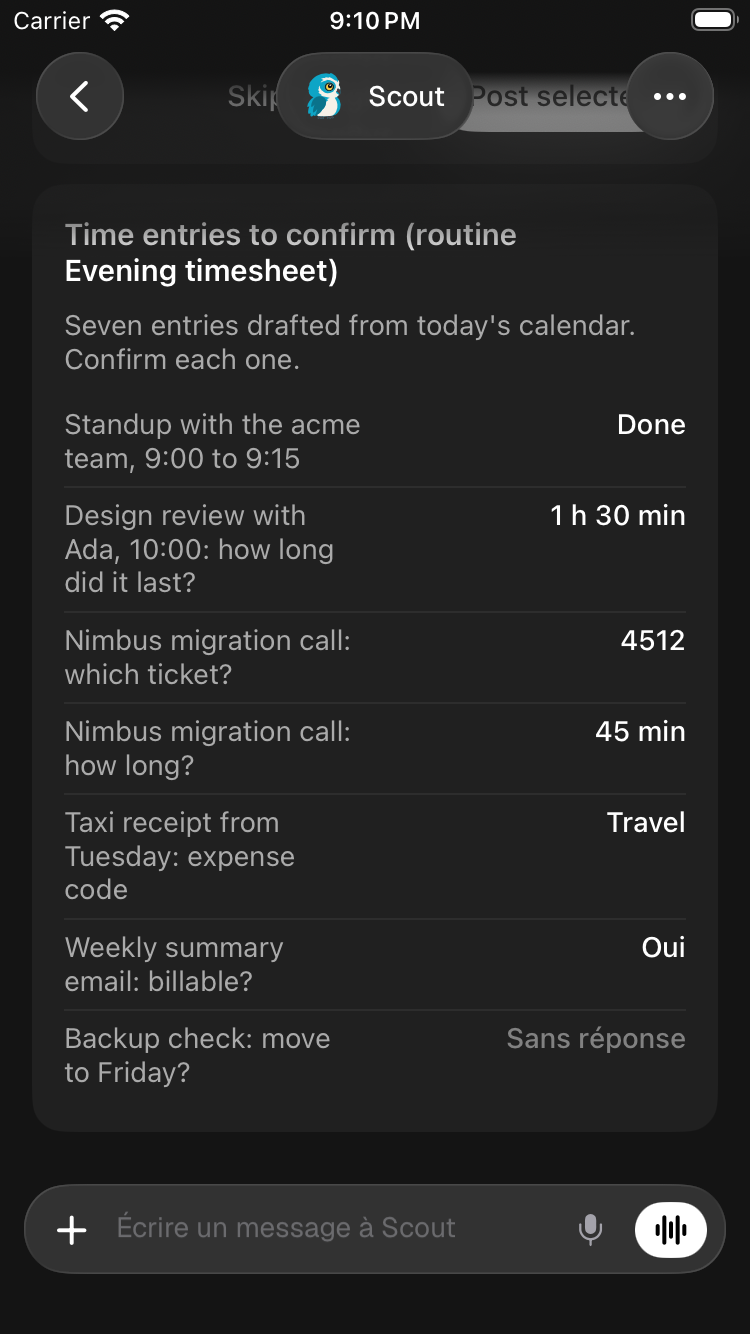 Carrier
9:10 PM
Scout
Time entries to confirm (routine
Evening timesheet)
Seven entries drafted from today's calendar.
Confirm each one.
Standup with the acme
team, 9:00 to 9:15
Done
Design review with
Ada, 10:00: how long
did it last?
1 h 30 min
Nimbus migration call:
which ticket?
4512
Nimbus migration call:
how long?
45 min
Taxi receipt from
Tuesday: expense
code
Travel
Weekly summary
email: billable?
Oui
Backup check: move
to Friday?
Sans réponse
Écrire un message à Scout